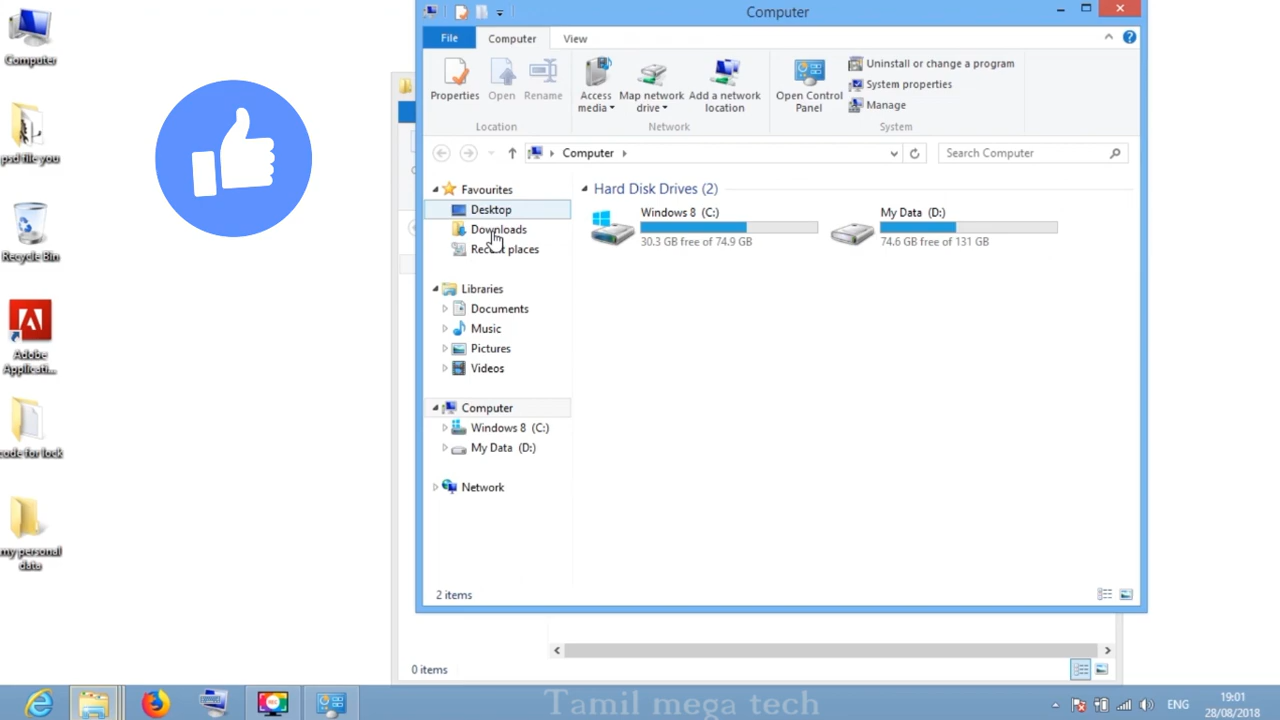 Computer
File
Computer
View
Properties
Open
Rename
Access media
Map network drive
Add a network location
Open Control Panel
Uninstall or change a program
System properties
Manage
Location
Network
System
Computer
Search Computer
Favourites
Desktop
Downloads
Recent places
Libraries
Documents
Music
Pictures
Videos
Computer
Windows 8 (C:)
My Data (D:)
Network
Hard Disk Drives (2)
Windows 8 (C:)
30.3 GB free of 74.9 GB
My Data (D:)
74.6 GB free of 131 GB
2 items
0 items
Computer
psd file you
Recycle Bin
Adobe
Applicati...
code for lock
my personal
data
Tamil mega tech
ENG
19:01
28/08/2018